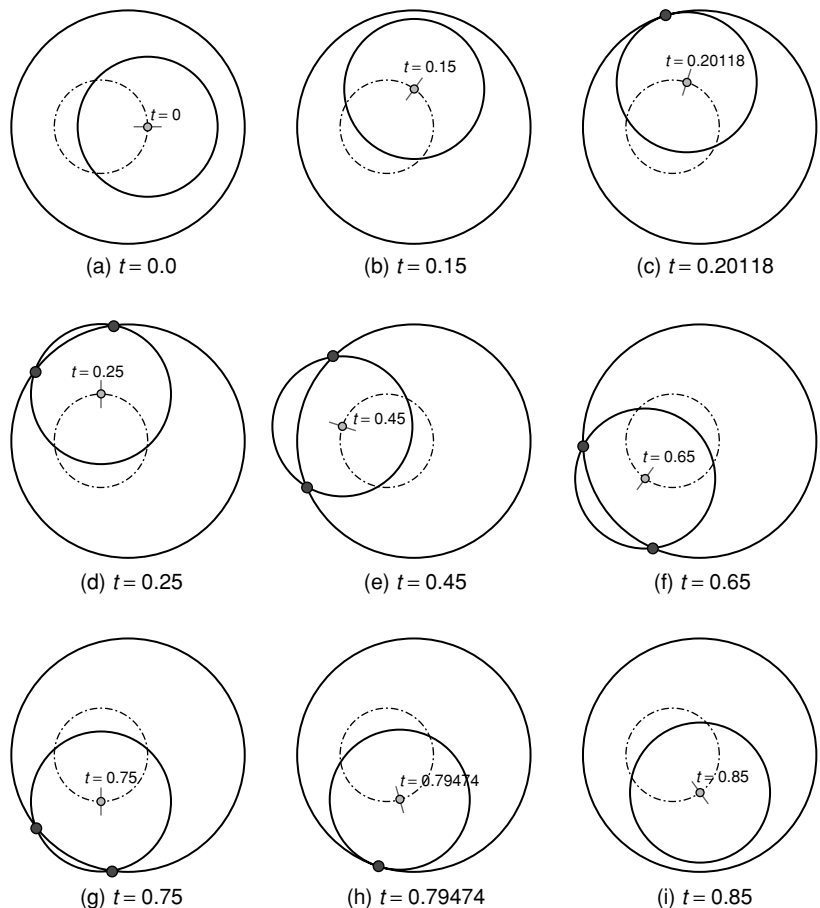 t = 0
(a) t = 0.0
t = 0.15
(b) t = 0.15
t = 0.20118
(c) t = 0.20118
t = 0.25
(d) t = 0.25
t = 0.45
(e) t = 0.45
t = 0.65
(f) t = 0.65
t = 0.75
(g) t = 0.75
t = 0.79474
(h) t = 0.79474
t = 0.85
(i) t = 0.85